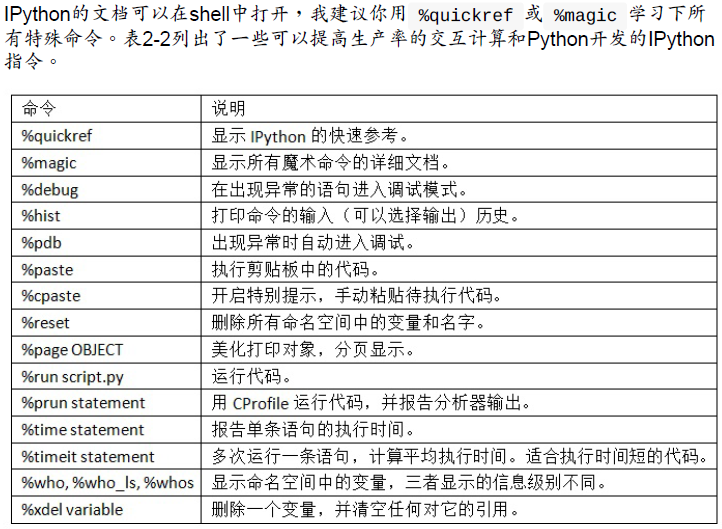 IPython的文档可以在shell中打开，我建议你用 %quickref 或 %magic 学习下所
有特殊命令。表2-2列出了一些可以提高生产率的交互计算和Python开发的IPython
指令。
命令 说明
%quickref 显示 IPython 的快速参考。
%magic 显示所有魔术命令的详细文档。
%debug 在出现异常的语句进入调试模式。
%hist 打印命令的输入（可以选择输出）历史。
%pdb 出现异常时自动进入调试。
%paste 执行剪贴板中的代码。
%cpaste 开启特别提示，手动粘贴待执行代码。
%reset 删除所有命名空间中的变量和名字。
%page OBJECT 美化打印对象，分页显示。
%run script.py 运行代码。
%prun statement 用 CProfile 运行代码，并报告分析器输出。
%time statement 报告单条语句的执行时间。
%timeit statement 多次运行一条语句，计算平均执行时间。适合执行时间短的代码。
%who, %who_ls, %whos 显示命名空间中的变量，三者显示的信息级别不同。
%xdel variable 删除一个变量，并清空任何对它的引用。